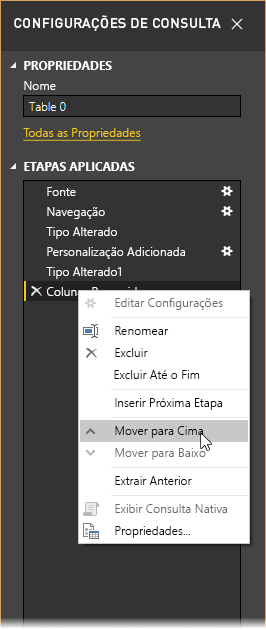 CONFIGURAÇÕES DE CONSULTA
PROPRIEDADES
Nome
Table 0
Todas as Propriedades
ETAPAS APLICADAS
Fonte
Navegação
Tipo Alterado
Personalização Adicionada
Tipo Alterado1
Editar Configurações
Renomear
Excluir
Excluir Até o Fim
Inserir Próxima Etapa
Mover para Cima
Mover para Baixo
Extrair Anterior
Exibir Consulta Nativa
Propriedades...